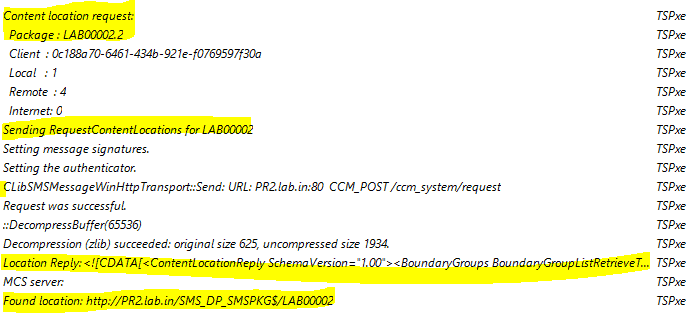 Content location request: TSPxe
Package : LAB00002.2 TSPxe
Client : 0c188a70-6461-434b-921e-f0769597f30a TSPxe
Local : 1 TSPxe
Remote : 4 TSPxe
Internet: 0 TSPxe
Sending RequestContentLocations for LAB00002 TSPxe
Setting message signatures. TSPxe
Setting the authenticator. TSPxe
CLibSMSMessageWinHttpTransport::Send: URL: PR2.lab.in:80 CCM_POST /ccm_system/request TSPxe
Request was successful. TSPxe
::DecompressBuffer(65536) TSPxe
Decompression (zlib) succeeded: original size 625, uncompressed size 1934. TSPxe
Location Reply:<![CDATA[<ContentLocationReply SchemaVersion="1.00"><BoundaryGroups BoundaryGroupListRetrieveT... TSPxe
MCS server: TSPxe
Found location: http://PR2.lab.in/SMS_DP_SMSPKG$/LAB00002 TSPxe